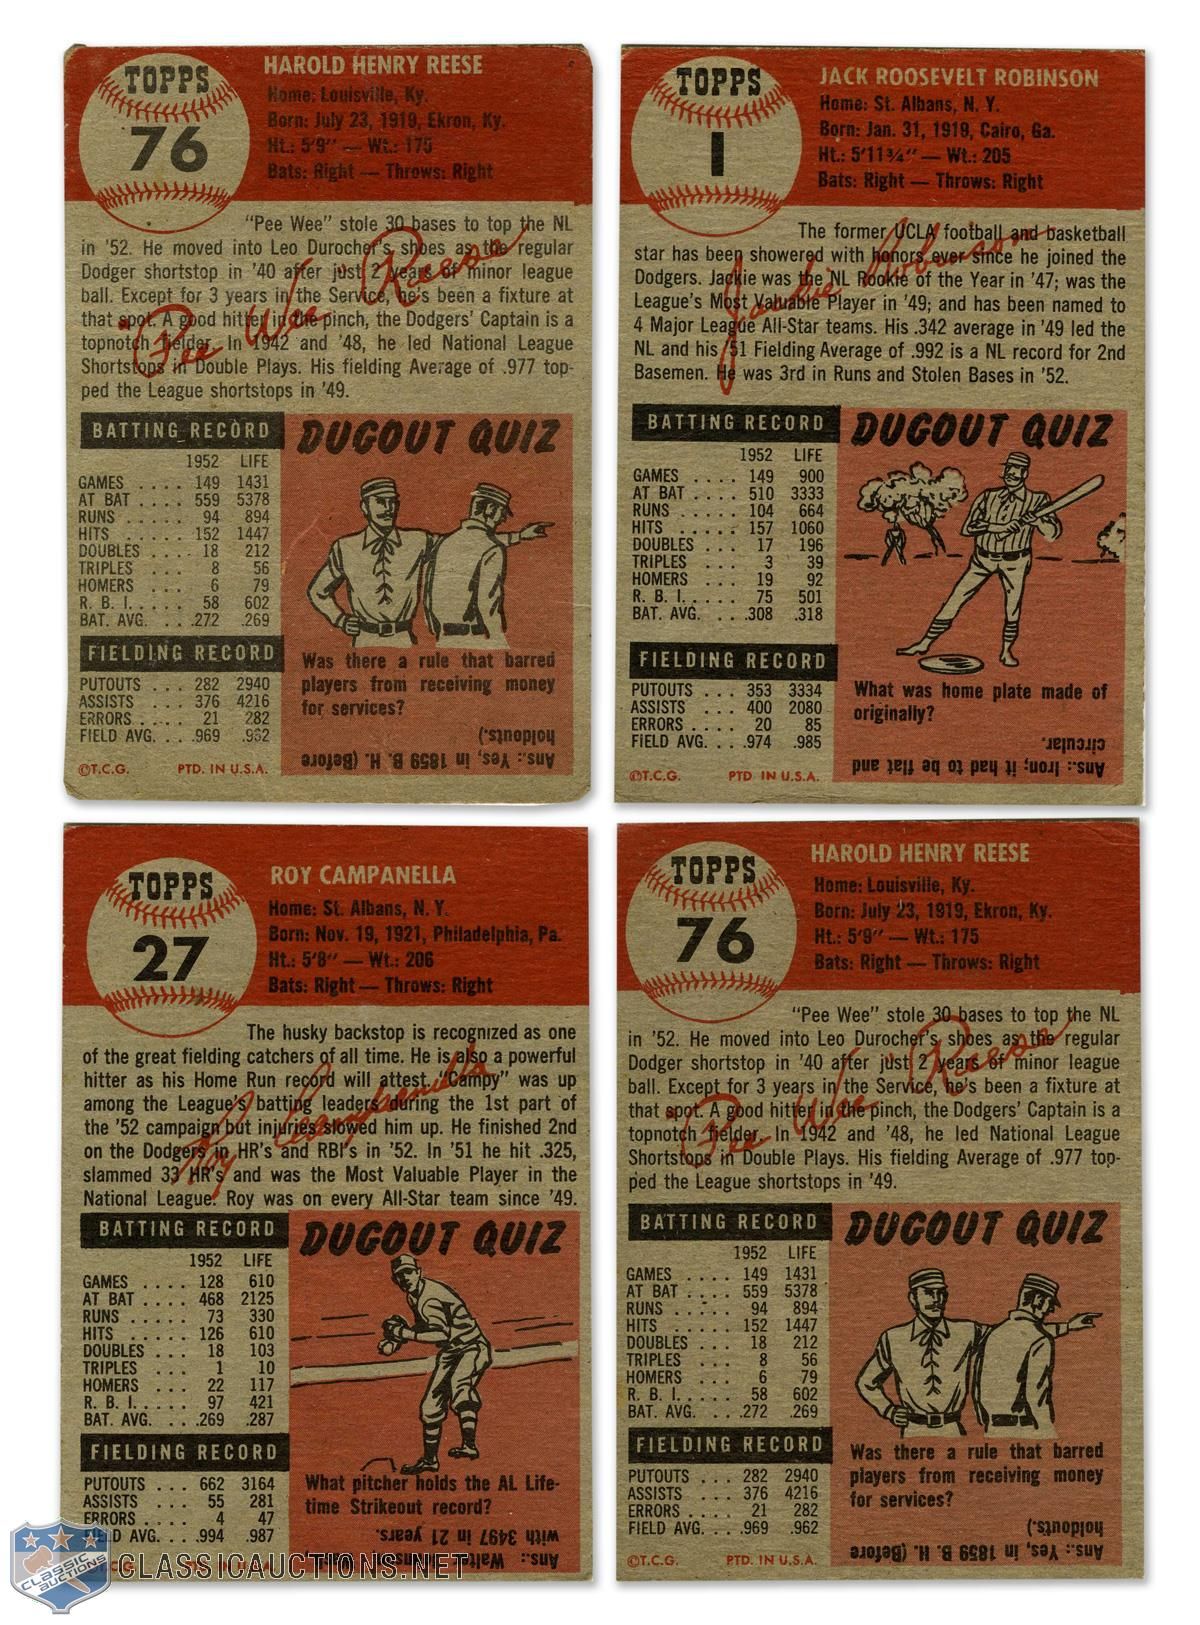 TOPPS
76
HAROLD HENRY REESE
Home: Louisville, Ky.
Born: July 23, 1919, Ekron, Ky.
Ht.: 5'9" — Wt.: 175
Bats: Right — Throws: Right
"Pee Wee" stole 30 bases to top the NL
in '52. He moved into Leo Durocher's shoes as the regular
Dodger shortstop in '40 after just 2 years of minor league
ball. Except for 3 years in the Service, he's been a fixture at
that spot. A good hitter in the pinch, the Dodgers' Captain is a
topnotch fielder. In 1942 and '48, he led National League
Shortstops in Double Plays. His fielding Average of .977 top-
ped the League shortstops in '49.
"Pee Wee" Reese
BATTING RECORD
1952 LIFE
GAMES .... 149 1431
AT BAT .... 559 5378
RUNS ..... 94 894
HITS ..... 152 1447
DOUBLES .... 18 212
TRIPLES ... 8 56
HOMERS ... 6 79
R. B. I. .... 58 602
BAT. AVG. ... .272 .269
FIELDING RECORD
PUTOUTS ... 282 2940
ASSISTS .... 376 4216
ERRORS .... 21 282
FIELD AVG. ... .969 .962
©T.C.G. PTD. IN U.S.A.
DUGOUT QUIZ
Was there a rule that barred
players from receiving money
for services?
Ans.: Yes, in 1859 B. H. (Before
holdouts.)
TOPPS
1
JACK ROOSEVELT ROBINSON
Home: St. Albans, N. Y.
Born: Jan. 31, 1919, Cairo, Ga.
Ht.: 5'11¾" — Wt.: 205
Bats: Right — Throws: Right
The former UCLA football and basketball
star has been showered with honors ever since he joined the
Dodgers. Jackie was the NL Rookie of the Year in '47; was the
League's Most Valuable Player in '49; and has been named to
4 Major League All-Star teams. His .342 average in '49 led the
NL and his '51 Fielding Average of .992 is a NL record for 2nd
Basemen. He was 3rd in Runs and Stolen Bases in '52.
Jackie Robinson
BATTING RECORD
1952 LIFE
GAMES .... 149 900
AT BAT .... 510 3333
RUNS ..... 104 664
HITS ..... 157 1060
DOUBLES .... 17 196
TRIPLES ... 3 39
HOMERS ... 19 92
R. B. I. .... 75 501
BAT. AVG. ... .308 .318
FIELDING RECORD
PUTOUTS ... 353 3334
ASSISTS .... 400 2080
ERRORS .... 20 85
FIELD AVG. ... .974 .985
©T.C.G. PTD. IN U.S.A.
DUGOUT QUIZ
What was home plate made of
originally?
Ans.: Iron, it had to be flat and
circular.
TOPPS
27
ROY CAMPANELLA
Home: St. Albans, N. Y.
Born: Nov. 19, 1921, Philadelphia, Pa.
Ht.: 5'8" — Wt.: 206
Bats: Right — Throws: Right
The husky backstop is recognized as one
of the great fielding catchers of all time. He is also a powerful
hitter as his Home Run record will attest. "Campy" was up
among the League's batting leaders during the 1st part of
the '52 campaign but injuries slowed him up. He finished 2nd
on the Dodgers in HR's and RBI's in '52. In '51 he hit .325,
slammed 33 HR's and was the Most Valuable Player in the
National League. Roy was on every All-Star team since '49.
Roy Campanella
BATTING RECORD
1952 LIFE
GAMES .... 128 610
AT BAT .... 468 2125
RUNS ..... 73 330
HITS ..... 126 610
DOUBLES .... 18 103
TRIPLES ... 1 10
HOMERS ... 22 117
R. B. I. .... 97 421
BAT. AVG. ... .269 .287
FIELDING RECORD
PUTOUTS ... 662 3164
ASSISTS .... 55 281
ERRORS .... 4 47
FIELD AVG. ... .994 .987
DUGOUT QUIZ
What pitcher holds the AL Life-
time Strikeout record?
Ans.: Walter
with 3497 in 21 years.
CLASSIC AUCTIONS
CLASSICAUCTIONS.NET
TOPPS
76
HAROLD HENRY REESE
Home: Louisville, Ky.
Born: July 23, 1919, Ekron, Ky.
Ht.: 5'9" — Wt.: 175
Bats: Right — Throws: Right
"Pee Wee" stole 30 bases to top the NL
in '52. He moved into Leo Durocher's shoes as the regular
Dodger shortstop in '40 after just 2 years of minor league
ball. Except for 3 years in the Service, he's been a fixture at
that spot. A good hitter in the pinch, the Dodgers' Captain is a
topnotch fielder. In 1942 and '48, he led National League
Shortstops in Double Plays. His fielding Average of .977 top-
ped the League shortstops in '49.
"Pee Wee" Reese
BATTING RECORD
1952 LIFE
GAMES .... 149 1431
AT BAT .... 559 5378
RUNS ..... 94 894
HITS ..... 152 1447
DOUBLES .... 18 212
TRIPLES ... 8 56
HOMERS ... 6 79
R. B. I. .... 58 602
BAT. AVG. ... .272 .269
FIELDING RECORD
PUTOUTS ... 282 2940
ASSISTS .... 376 4216
ERRORS .... 21 282
FIELD AVG. ... .969 .962
©T.C.G. PTD. IN U.S.A.
DUGOUT QUIZ
Was there a rule that barred
players from receiving money
for services?
Ans.: Yes, in 1859 B. H. (Before
holdouts.)